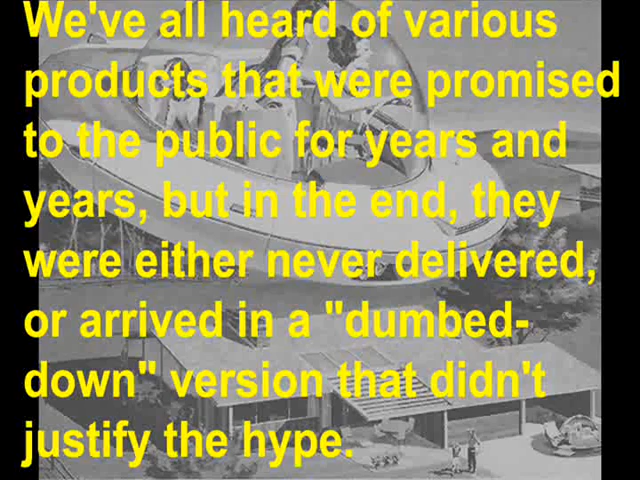 We've all heard of various
products that were promised
to the public for years and
years, but in the end, they
were either never delivered,
or arrived in a "dumbed-
down" version that didn't
justify the hype.